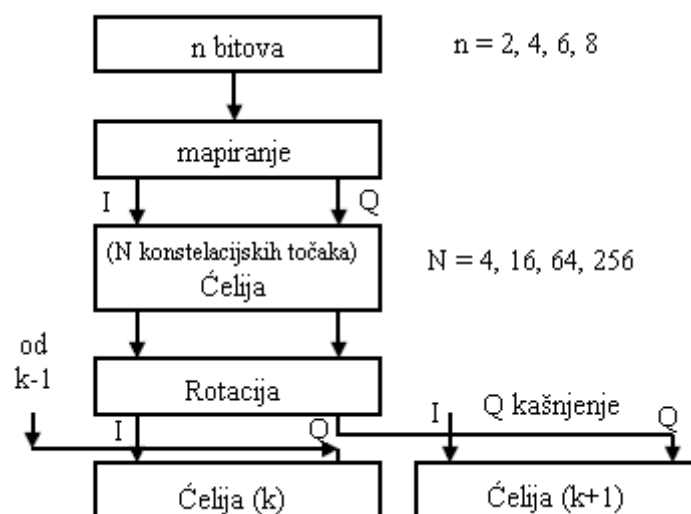 n bitova
n = 2, 4, 6, 8
mapiranje
I
Q
(N konstelacijskih točaka)
Ćelija
N = 4, 16, 64, 256
od
k-1
Rotacija
I
Q
I
Q kašnjenje
Q
Ćelija (k)
Ćelija (k+1)